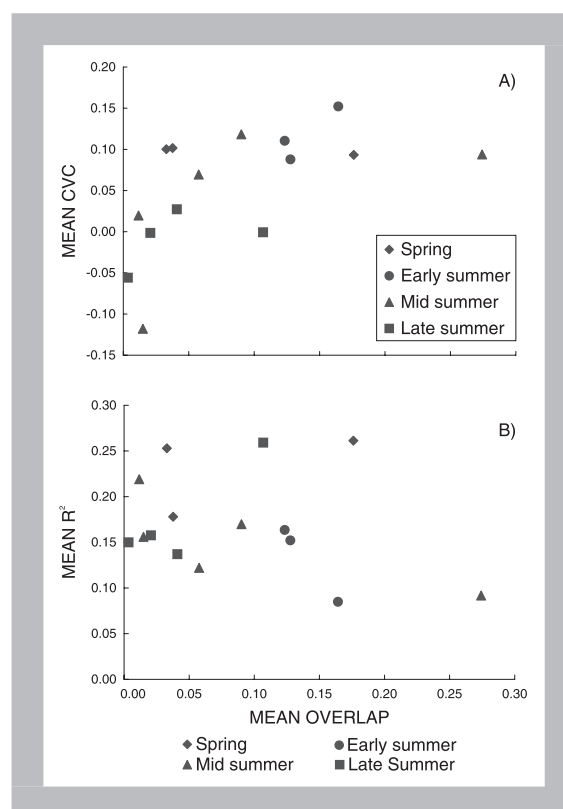 A)
0.20
0.15
0.10
0.05
0.00
-0.05
-0.10
-0.15
MEAN CVC
Spring
Early summer
Mid summer
Late summer
B)
0.30
0.25
0.20
0.15
0.10
0.05
0.00
MEAN R²
0.00 0.05 0.10 0.15 0.20 0.25 0.30
MEAN OVERLAP
Spring Early summer
Mid summer Late Summer